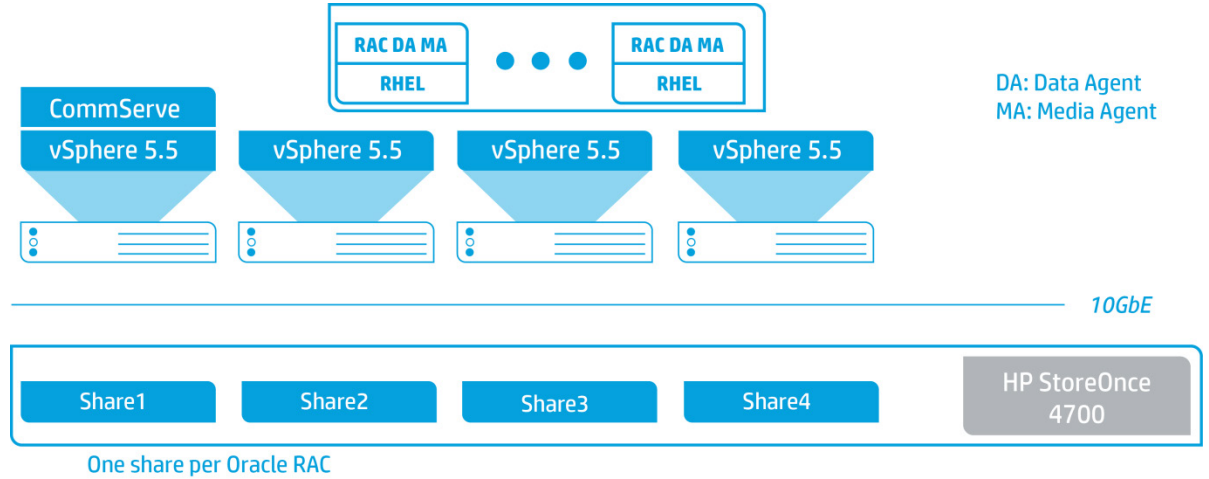 RAC DA MA
RHEL
RAC DA MA
RHEL
DA: Data Agent
MA: Media Agent
CommServe
vSphere 5.5
vSphere 5.5
vSphere 5.5
vSphere 5.5
10GbE
Share1
Share2
Share3
Share4
HP StoreOnce
4700
One share per Oracle RAC